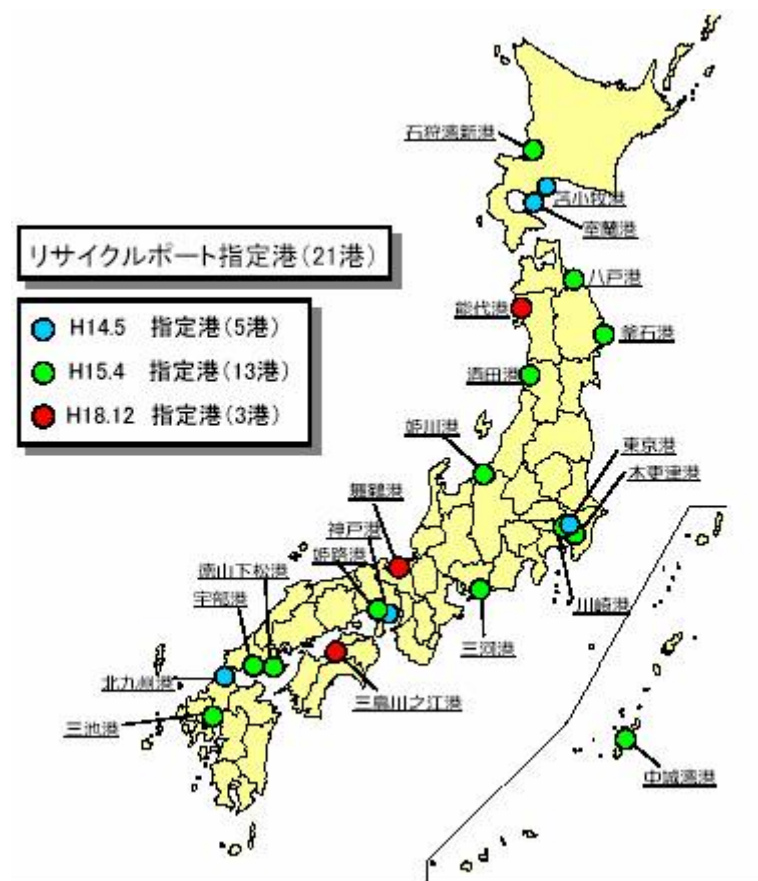 石狩湾新港
苫小牧港
室蘭港
リサイクルポート指定港(21港)
八戸港
能代港
H14.5 指定港(5港)
釜石港
H15.4 指定港(13港)
酒田港
H18.12 指定港(3港)
姫川港
東京港
木更津港
舞鶴港
神戸港
姫路港
徳山下松港
宇部港
川崎港
三河港
北九州港
三島川之江港
三池港
中城湾港